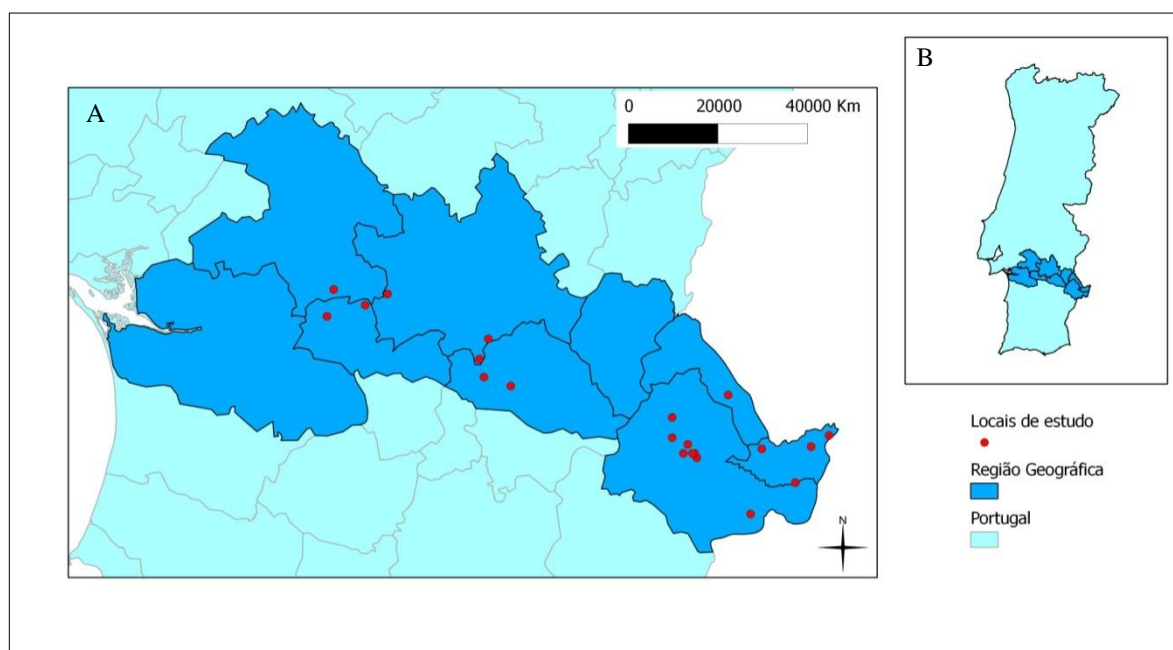 A
0 20000 40000 Km
N
B
Locais de estudo
Região Geográfica
Portugal